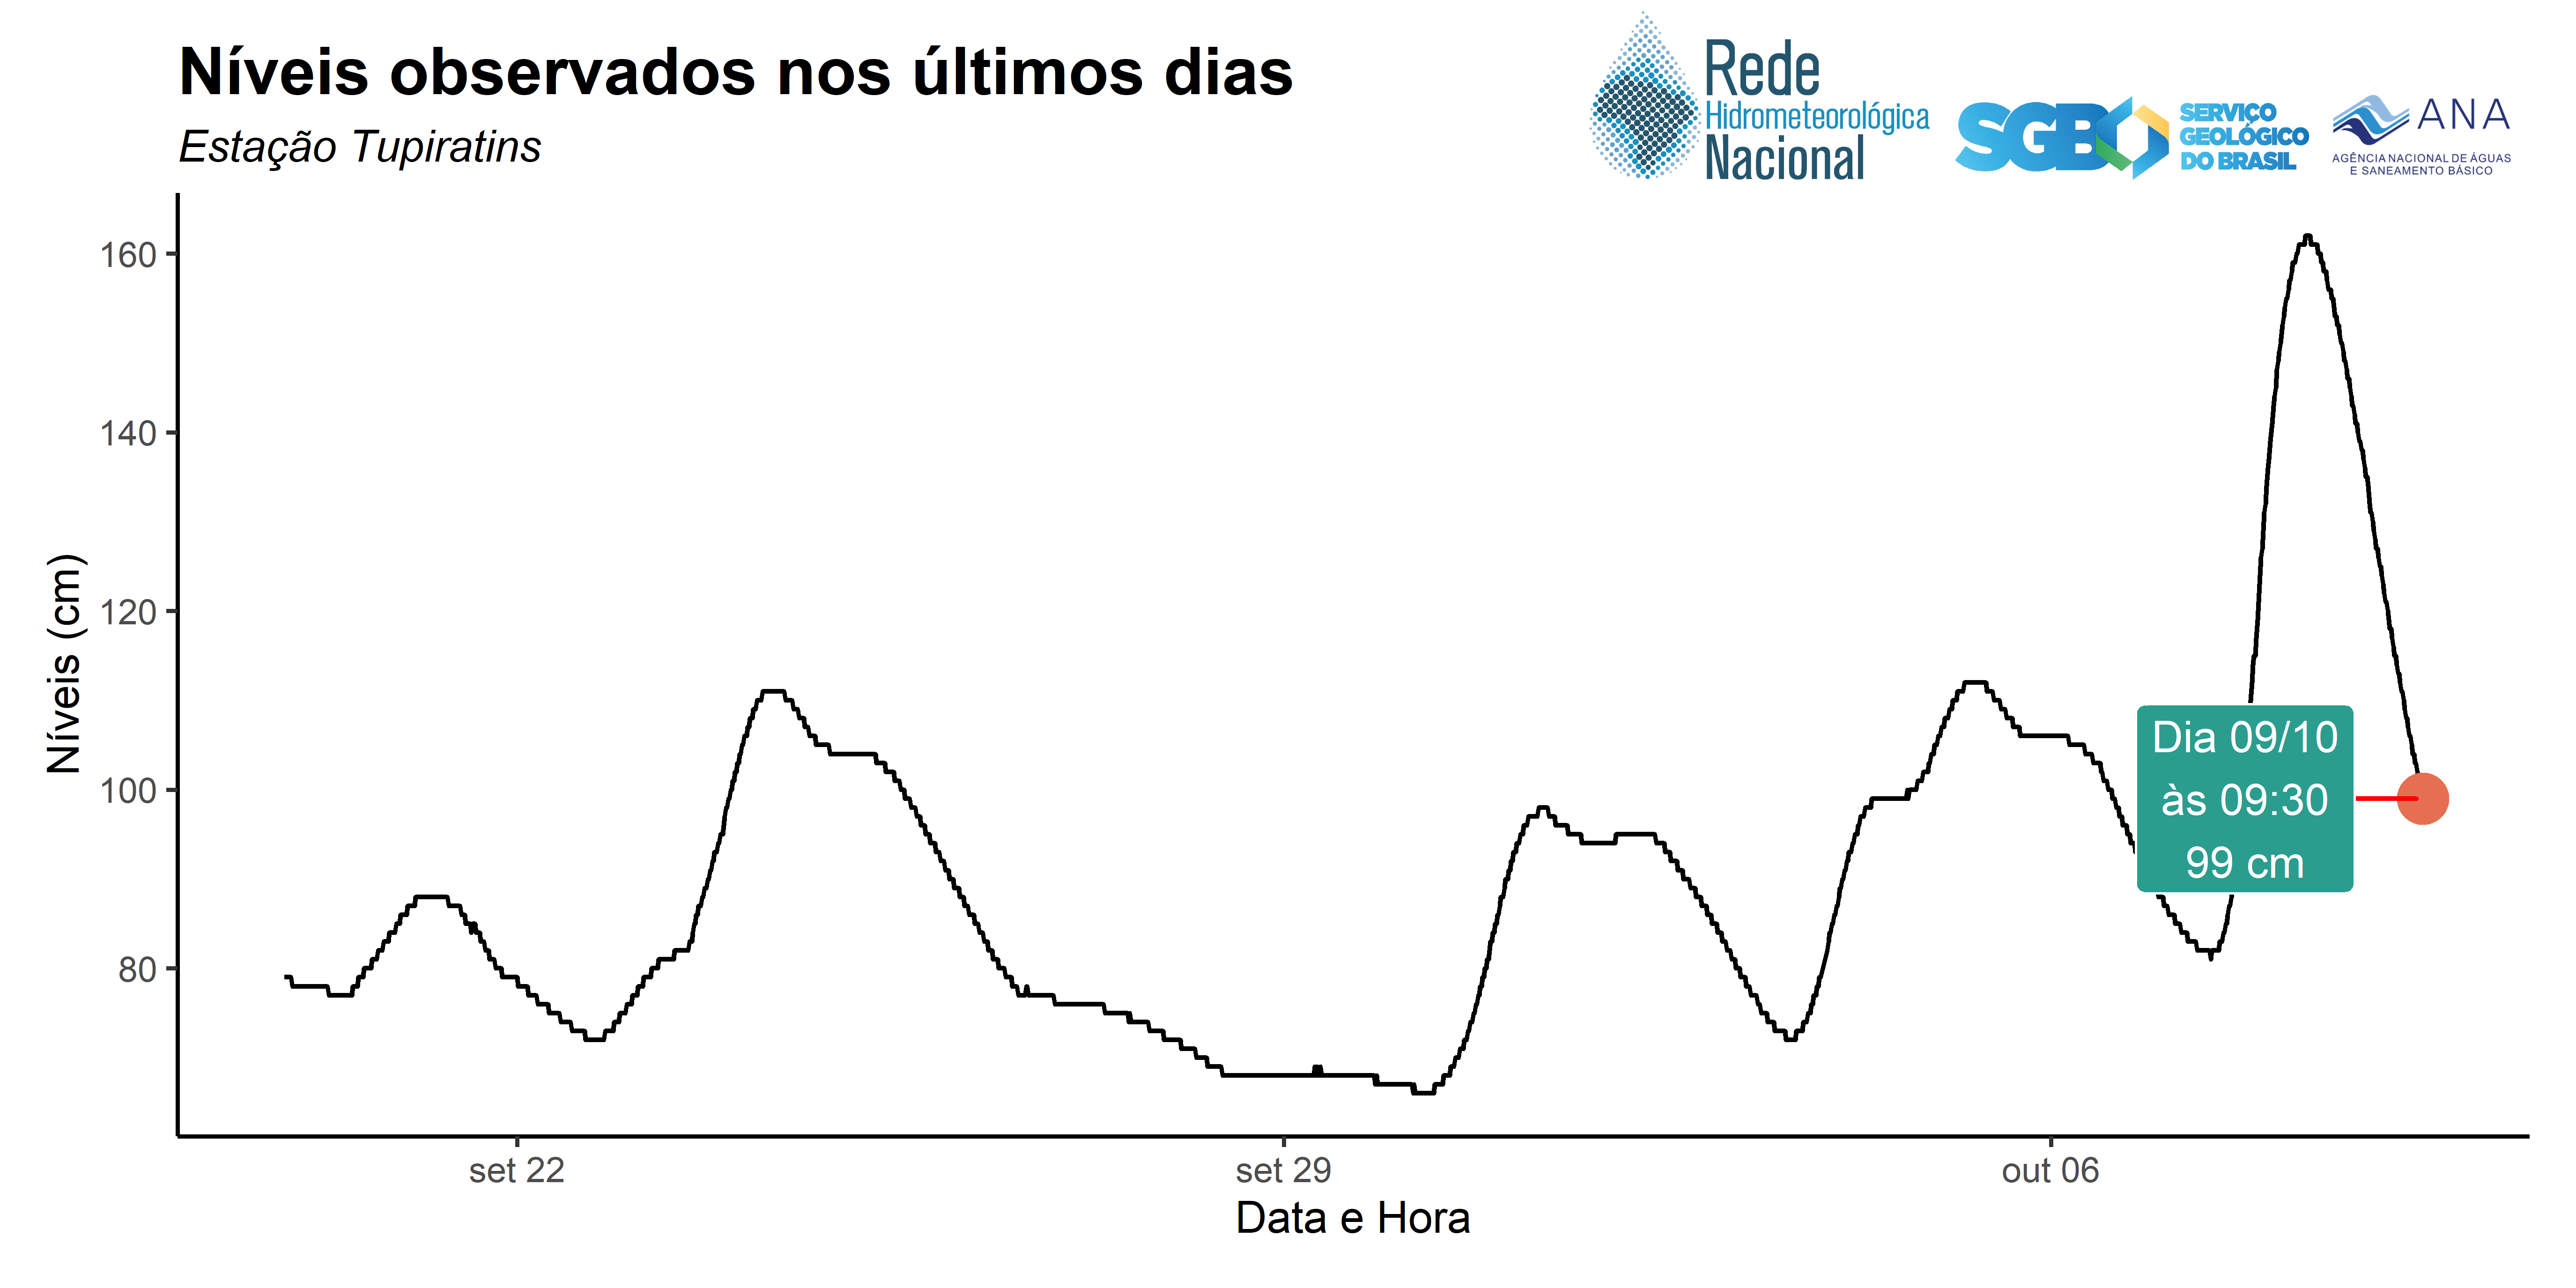 Níveis observados nos últimos dias
Estação Tupiratins
Rede
Hidrometeorológica
Nacional
SGB
SERVIÇO
GEOLÓGICO
DO BRASIL
ANA
AGÊNCIA NACIONAL DE ÁGUAS
E SANEAMENTO BÁSICO
Níveis (cm)
160
140
120
100
80
Dia 09/10
às 09:30
99 cm
set 22
set 29
out 06
Data e Hora